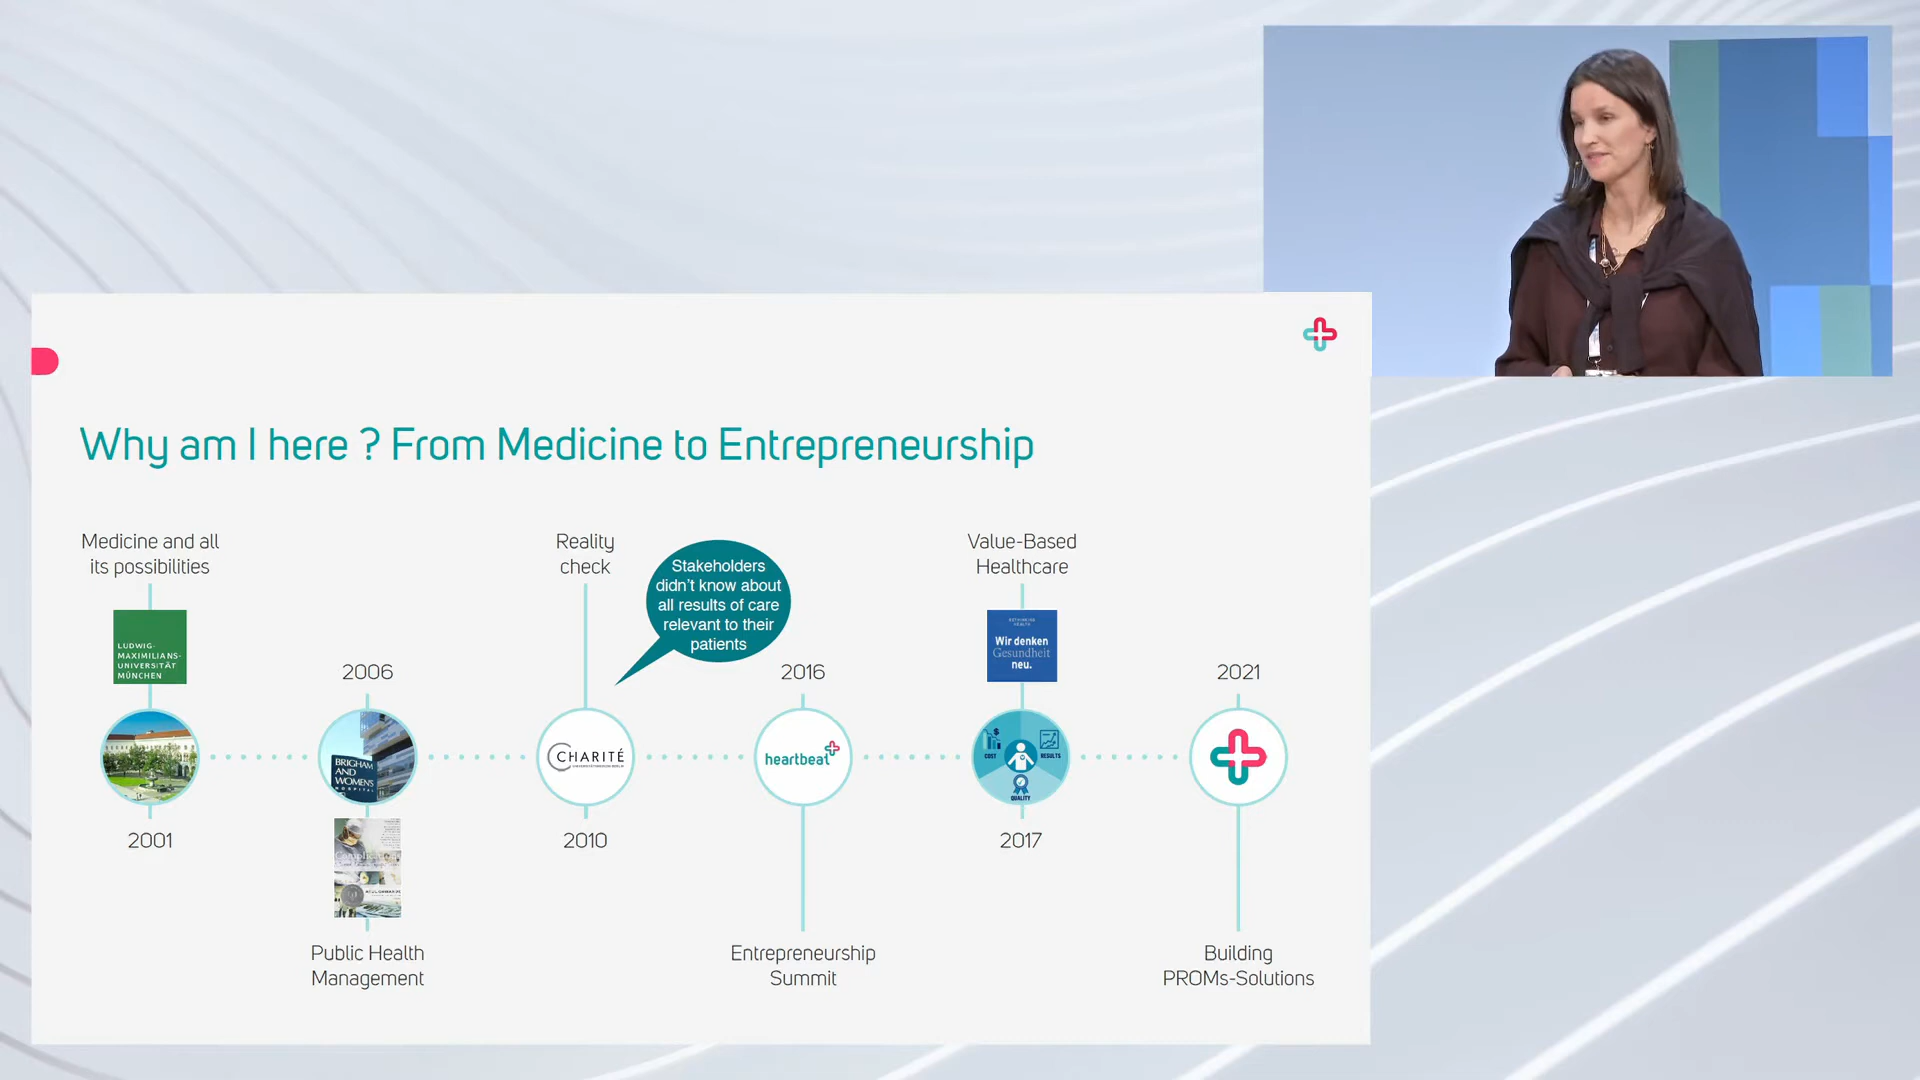 Why am I here ? From Medicine to Entrepreneurship
Medicine and all
its possibilities
LUDWIG-
MAXIMILIANS-
UNIVERSITÄT
MÜNCHEN
2001
2006
BRIGHAM
AND
WOMEN'S
HOSPITAL
Public Health
Management
Reality
check
Stakeholders
didn't know about
all results of care
relevant to their
patients
CHARITÉ
2010
2016
heartbeat
Entrepreneurship
Summit
Value-Based
Healthcare
RETHINKING
HEALTH
Wir denken
Gesundheit
neu.
COST
RESULTS
QUALITY
2017
2021
Building
PROMs-Solutions